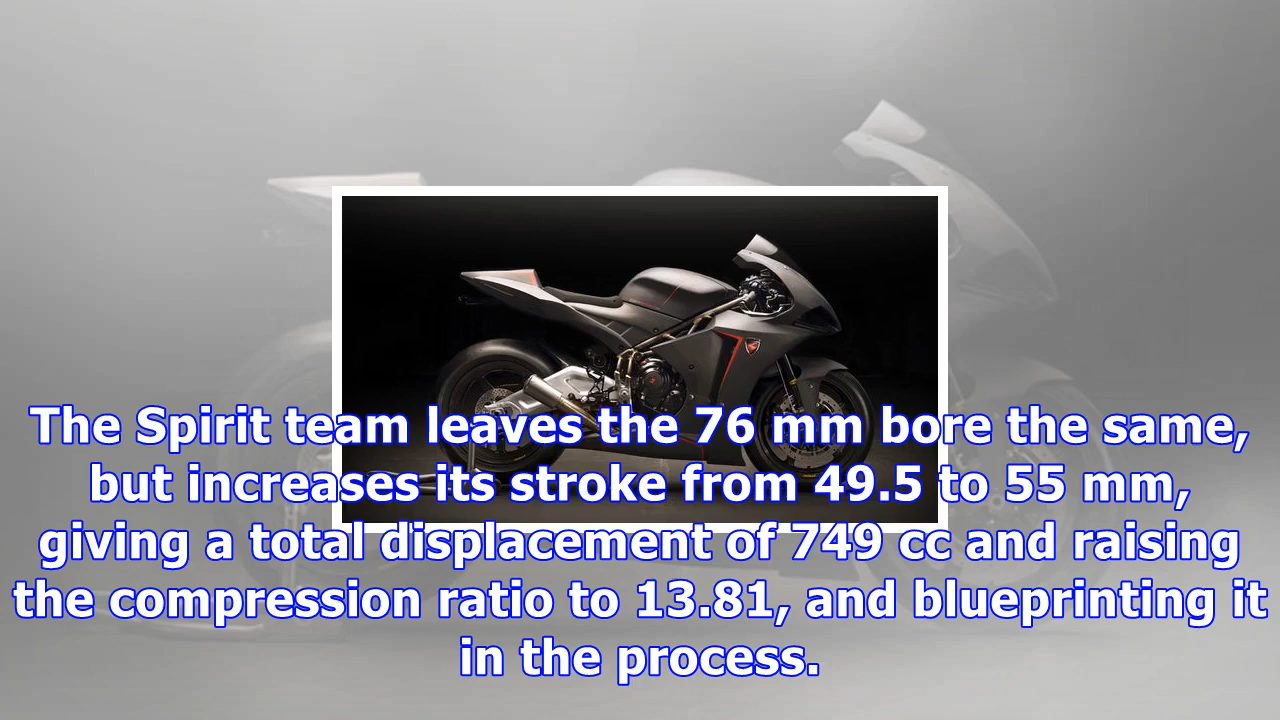 The Spirit team leaves the 76 mm bore the same,
but increases its stroke from 49.5 to 55 mm,
giving a total displacement of 749 cc and raising
the compression ratio to 13.81, and blueprinting it
in the process.